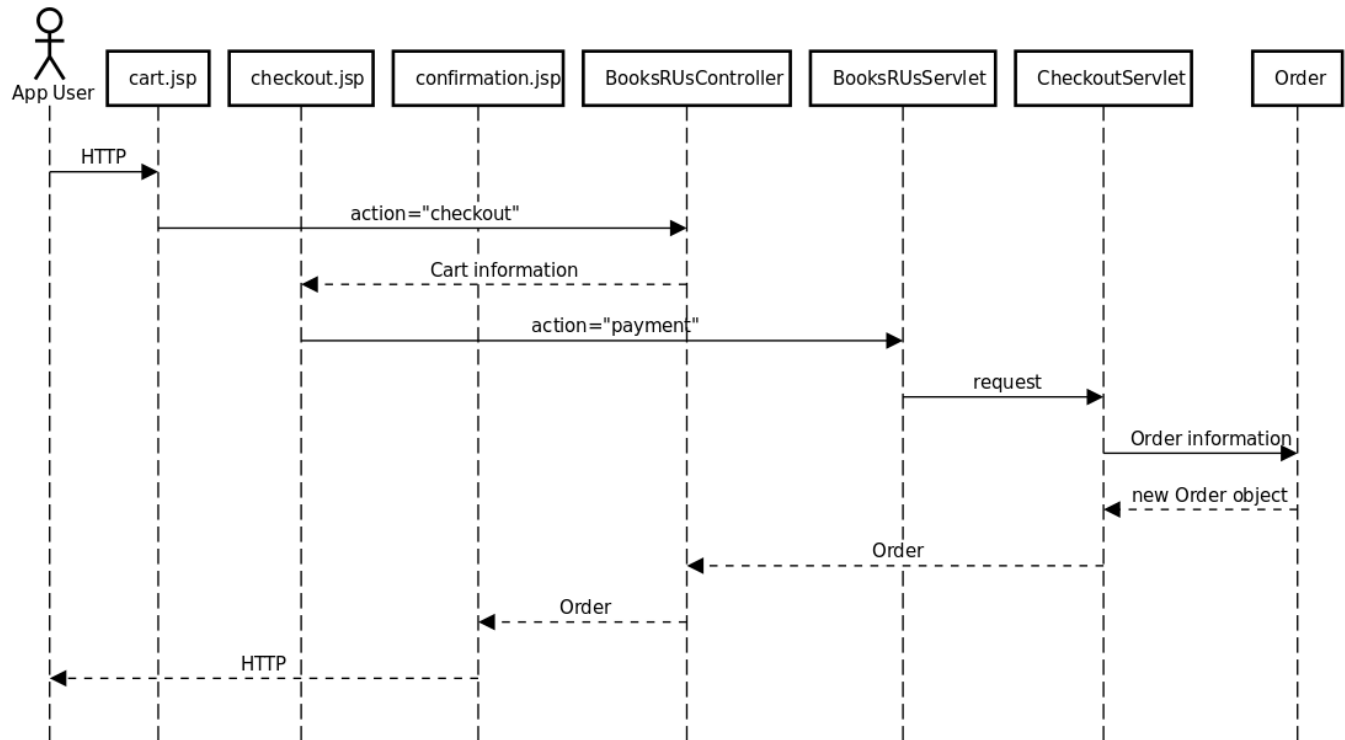 App User
cart.jsp
checkout.jsp
confirmation.jsp
BooksRUsController
BooksRUsServlet
CheckoutServlet
Order
HTTP
action="checkout"
Cart information
action="payment"
request
Order information
new Order object
Order
Order
HTTP